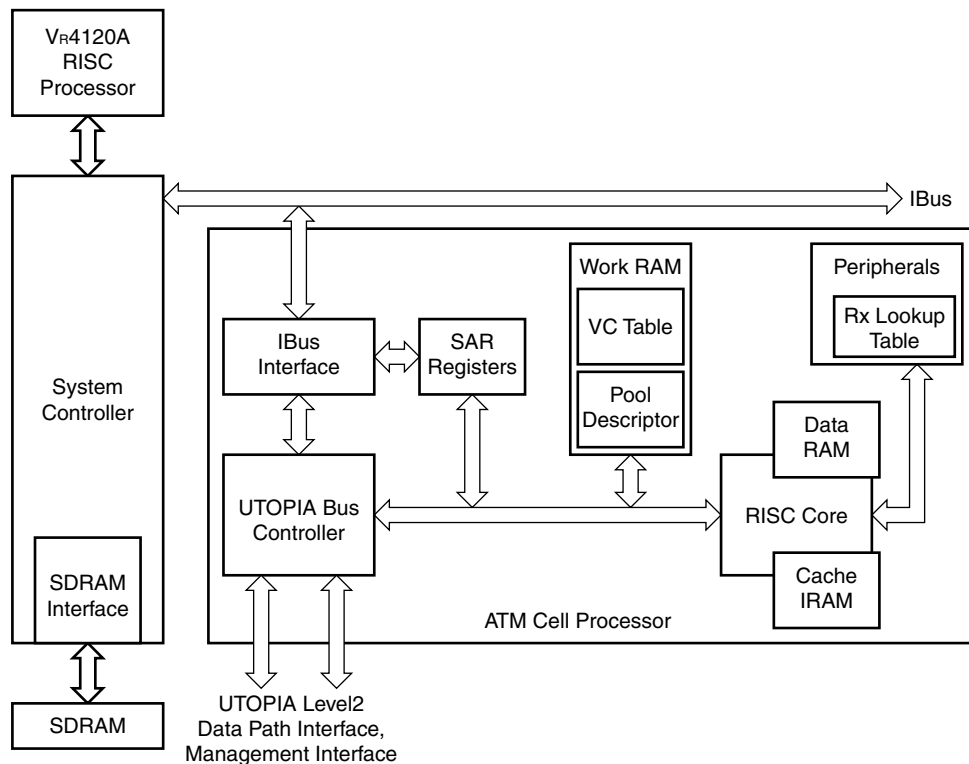 VR4120A
RISC
Processor
IBus
Work RAM
Peripherals
VC Table
Rx Lookup
Table
IBus
Interface
SAR
Registers
System
Controller
Pool
Descriptor
Data
RAM
UTOPIA Bus
Controller
RISC Core
SDRAM
Interface
Cache
IRAM
ATM Cell Processor
SDRAM
UTOPIA Level2
Data Path Interface,
Management Interface